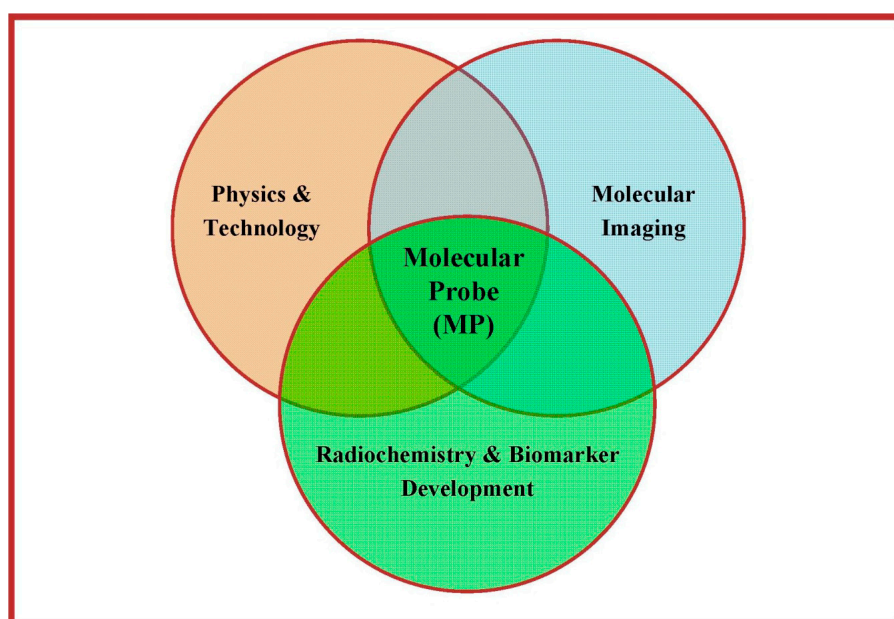 Physics &
Technology
Molecular
Imaging
Molecular
Probe
(MP)
Radiochemistry & Biomarker
Development